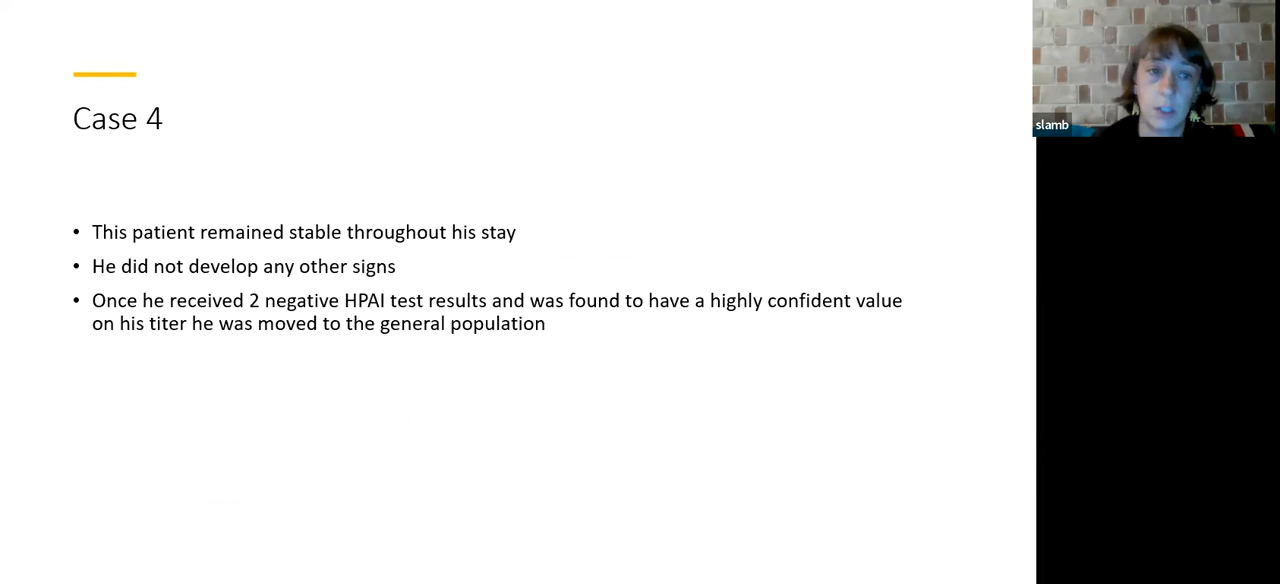 Case 4
• This patient remained stable throughout his stay
• He did not develop any other signs
• Once he received 2 negative HPAI test results and was found to have a highly confident value
on his titer he was moved to the general population
slamb